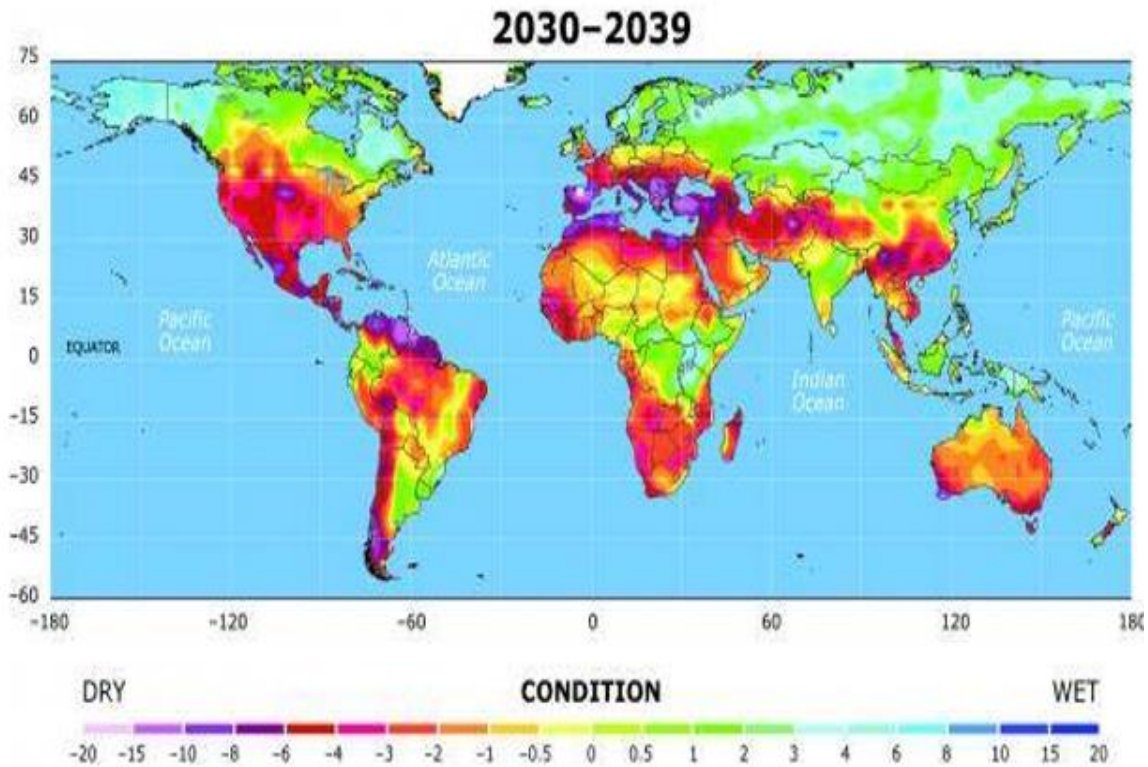 2030–2039
75
60
45
30
15
0
–15
–30
–45
–60
Atlantic
Ocean
Pacific
Ocean
EQUATOR
Indian
Ocean
Pacific
Ocean
–180 –120 –60 0 60 120 180
DRY CONDITION WET
–20 –15 –10 –8 –6 –4 –3 –2 –1 –0.5 0 0.5 1 2 3 4 6 8 10 15 20